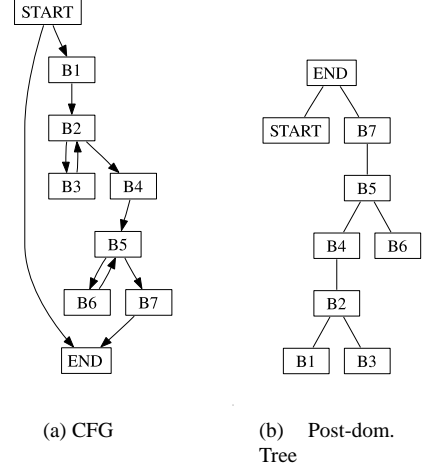 START
B1
B2
B3 B4
B5
B6 B7
END
(a) CFG
END
START B7
B5
B4 B6
B2
B1 B3
(b) Post-dom.
Tree